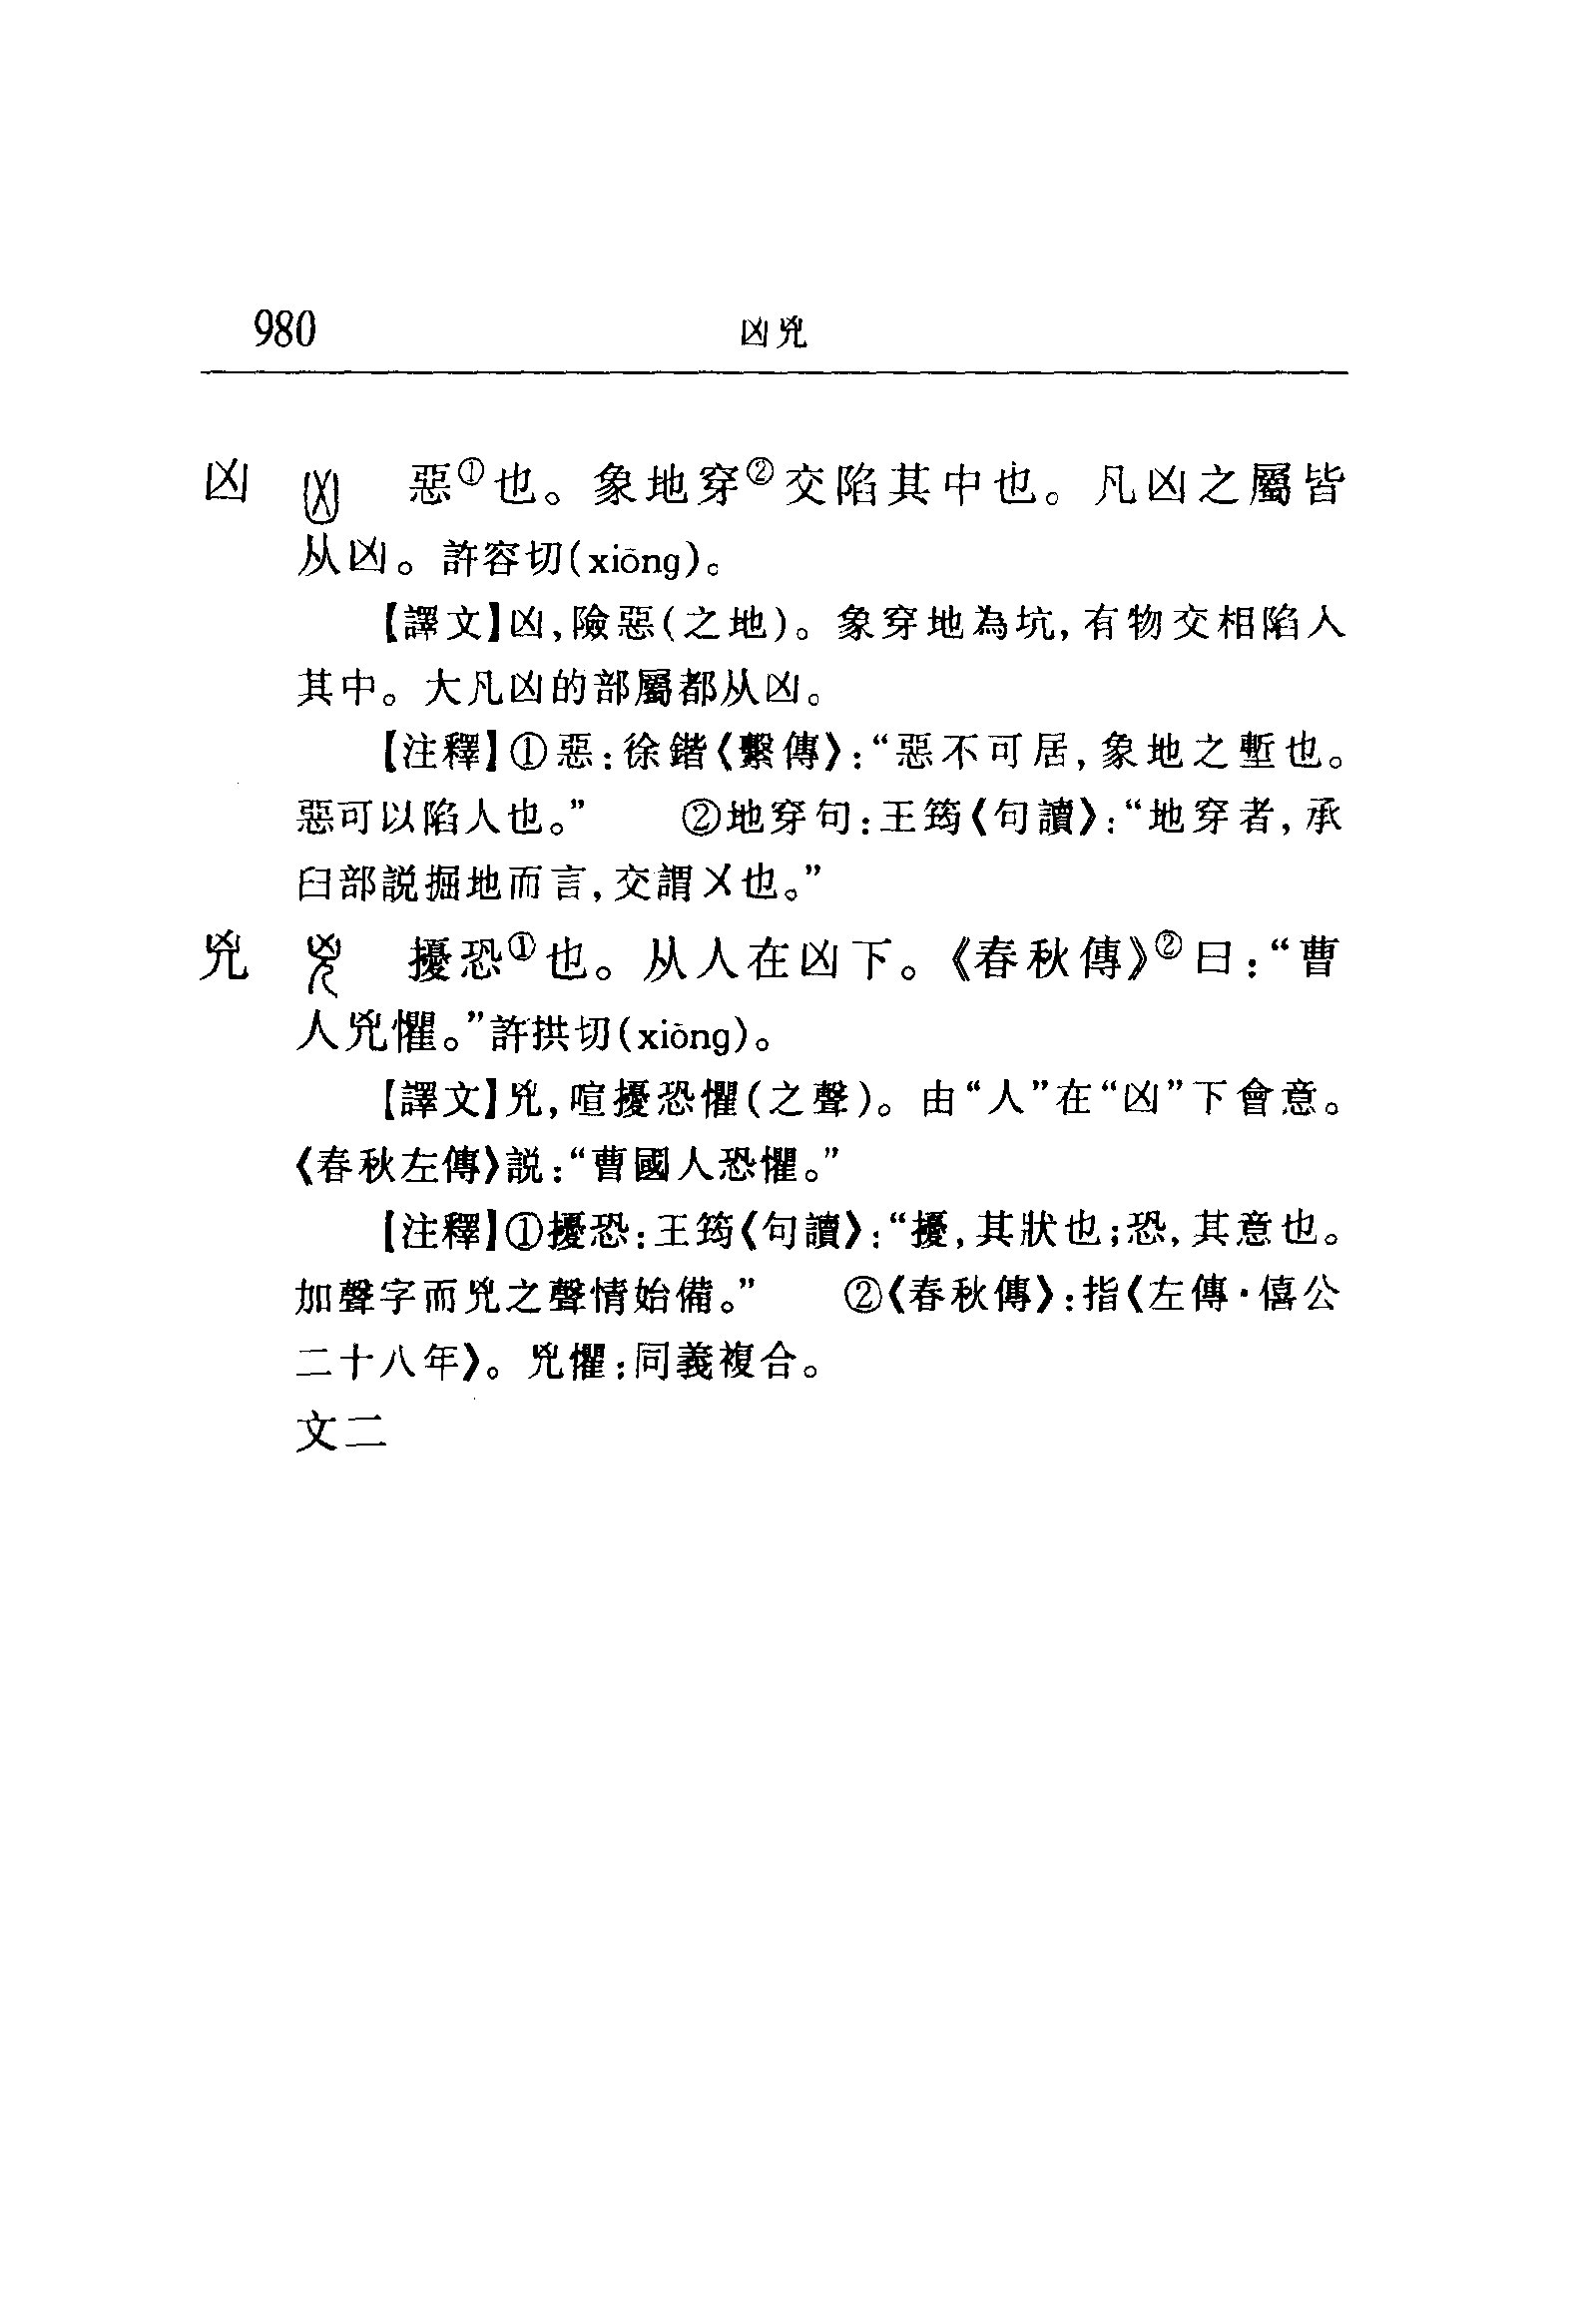 980 凶兇
凶 惡①也。象地穿②交陷其中也。凡凶之屬皆
从凶。許容切(xiōng)。
【譯文】凶,險惡(之地)。象穿地為坑,有物交相陷入
其中。大凡凶的部屬都从凶。
【注釋】①惡:徐鍇《繫傳》:“惡不可居,象地之塹也。
惡可以陷人也。” ②地穿句:王筠《句讀》:“地穿者,承
臼部説掘地而言,交謂㐅也。”
兇 擾恐①也。从人在凶下。《春秋傳》②曰:“曹
人兇懼。”許拱切(xiōng)。
【譯文】兇,喧擾恐懼(之聲)。由“人”在“凶”下會意。
《春秋左傳》説:“曹國人恐懼。”
【注釋】①擾恐:王筠《句讀》:“擾,其狀也;恐,其意也。
加聲字而兇之聲情始備。” ②《春秋傳》:指《左傳·僖公
二十八年》。兇懼:同義複合。
文二